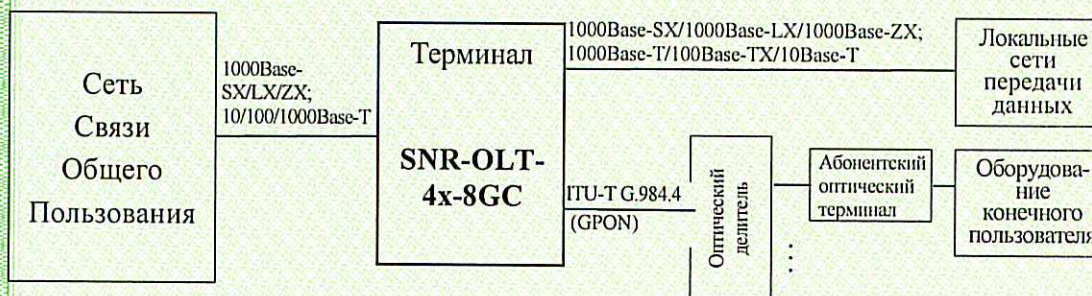 Сеть
Связи
Общего
Пользования
1000Base-
SX/LX/ZX;
10/100/1000Base-T
Терминал
SNR-OLT-
4x-8GC
1000Base-SX/1000Base-LX/1000Base-ZX;
1000Base-T/100Base-TX/10Base-T
Локальные
сети
передачи
данных
ITU-T G.984.4
(GPON)
Оптический
делитель
Абонентский
оптический
терминал
Оборудова-
ние
конечного
пользователя